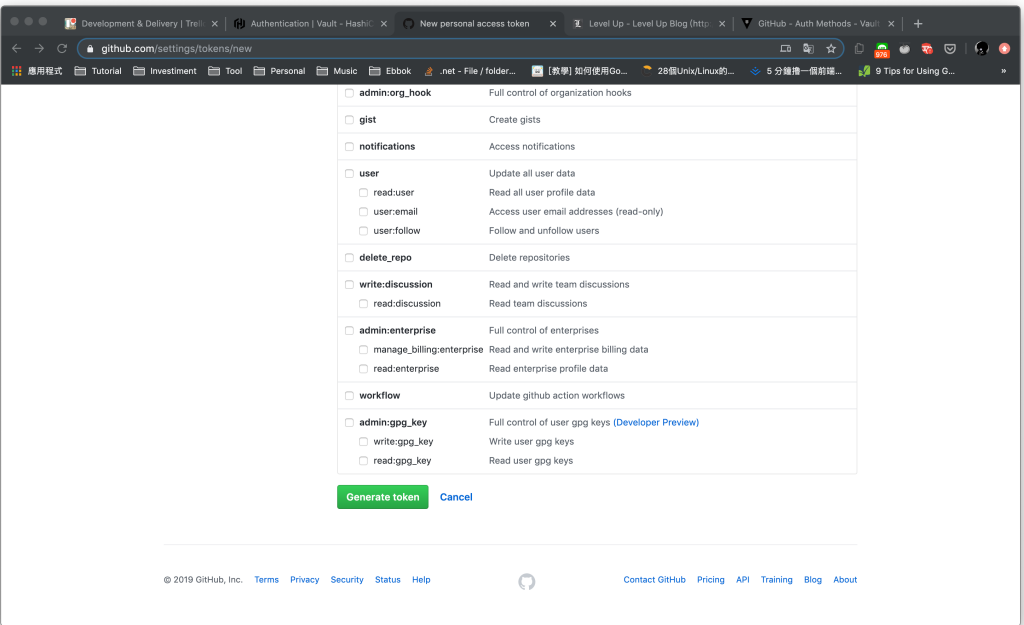 Development & Delivery | Trell
Authentication | Vault - HashiC
New personal access token
Level Up - Level Up Blog (http:
GitHub - Auth Methods - Vault
github.com/settings/tokens/new
976
應用程式
Tutorial
Investiment
Tool
Personal
Music
Ebbok
.net - File / folder...
[教學] 如何使用Go...
28個Unix/Linux的...
5 分鐘擼一個前端...
9 Tips for Using G...
»
admin:org_hook Full control of organization hooks
gist Create gists
notifications Access notifications
user Update all user data
read:user Read all user profile data
user:email Access user email addresses (read-only)
user:follow Follow and unfollow users
delete_repo Delete repositories
write:discussion Read and write team discussions
read:discussion Read team discussions
admin:enterprise Full control of enterprises
manage_billing:enterprise Read and write enterprise billing data
read:enterprise Read enterprise profile data
workflow Update github action workflows
admin:gpg_key Full control of user gpg keys (Developer Preview)
write:gpg_key Write user gpg keys
read:gpg_key Read user gpg keys
Generate token Cancel
© 2019 GitHub, Inc. Terms Privacy Security Status Help Contact GitHub Pricing API Training Blog About